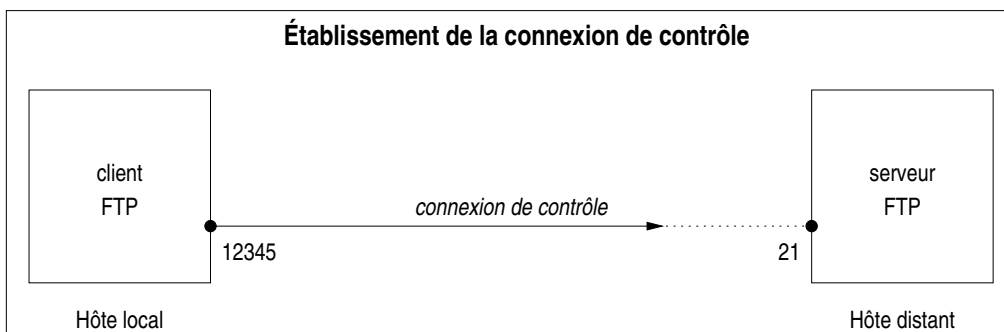 Établissement de la connexion de contrôle
client
FTP
connexion de contrôle
serveur
FTP
12345
21
Hôte local
Hôte distant